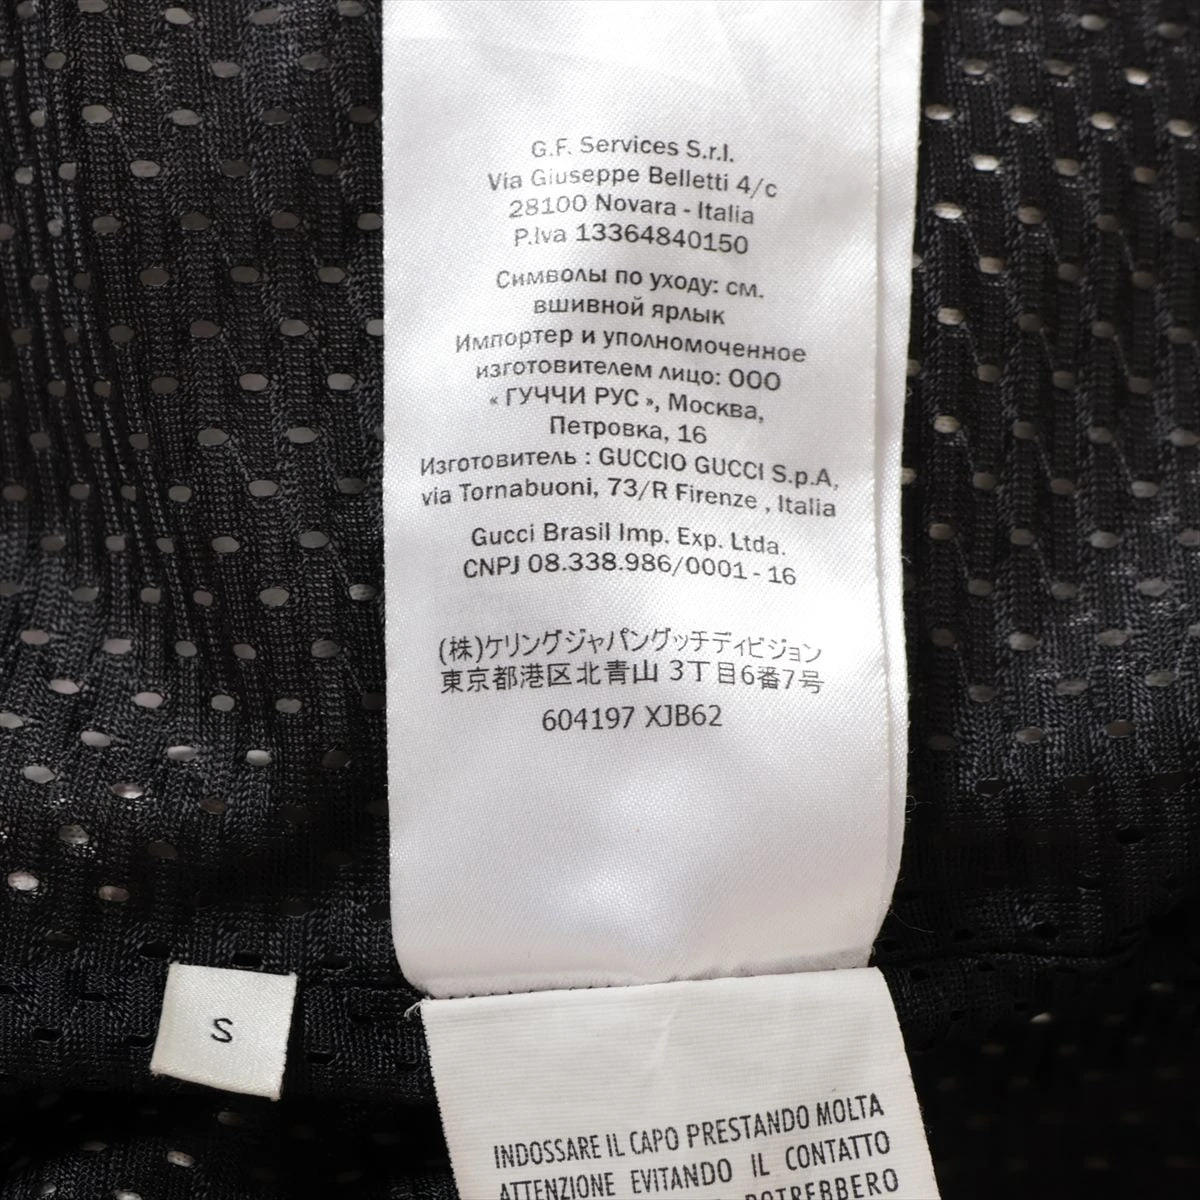 G.F. Services S.r.l.
Via Giuseppe Belletti 4/c
28100 Novara - Italia
P.Iva 13364840150
Символы по уходу: см.
вшивной ярлык
Импортер и уполномоченное
изготовителем лицо: ООО
« ГУЧЧИ РУС », Москва,
Петровка, 16
Изготовитель : GUCCIO GUCCI S.p.A,
via Tornabuoni, 73/R Firenze , Italia
Gucci Brasil Imp. Exp. Ltda.
CNPJ 08.338.986/0001 - 16
(株)ケリングジャパングッチディビジョン
東京都港区北青山 3丁目6番7号
604197 XJB62
S
INDOSSARE IL CAPO PRESTANDO MOLTA
ATTENZIONE EVITANDO IL CONTATTO
POTREBBERO